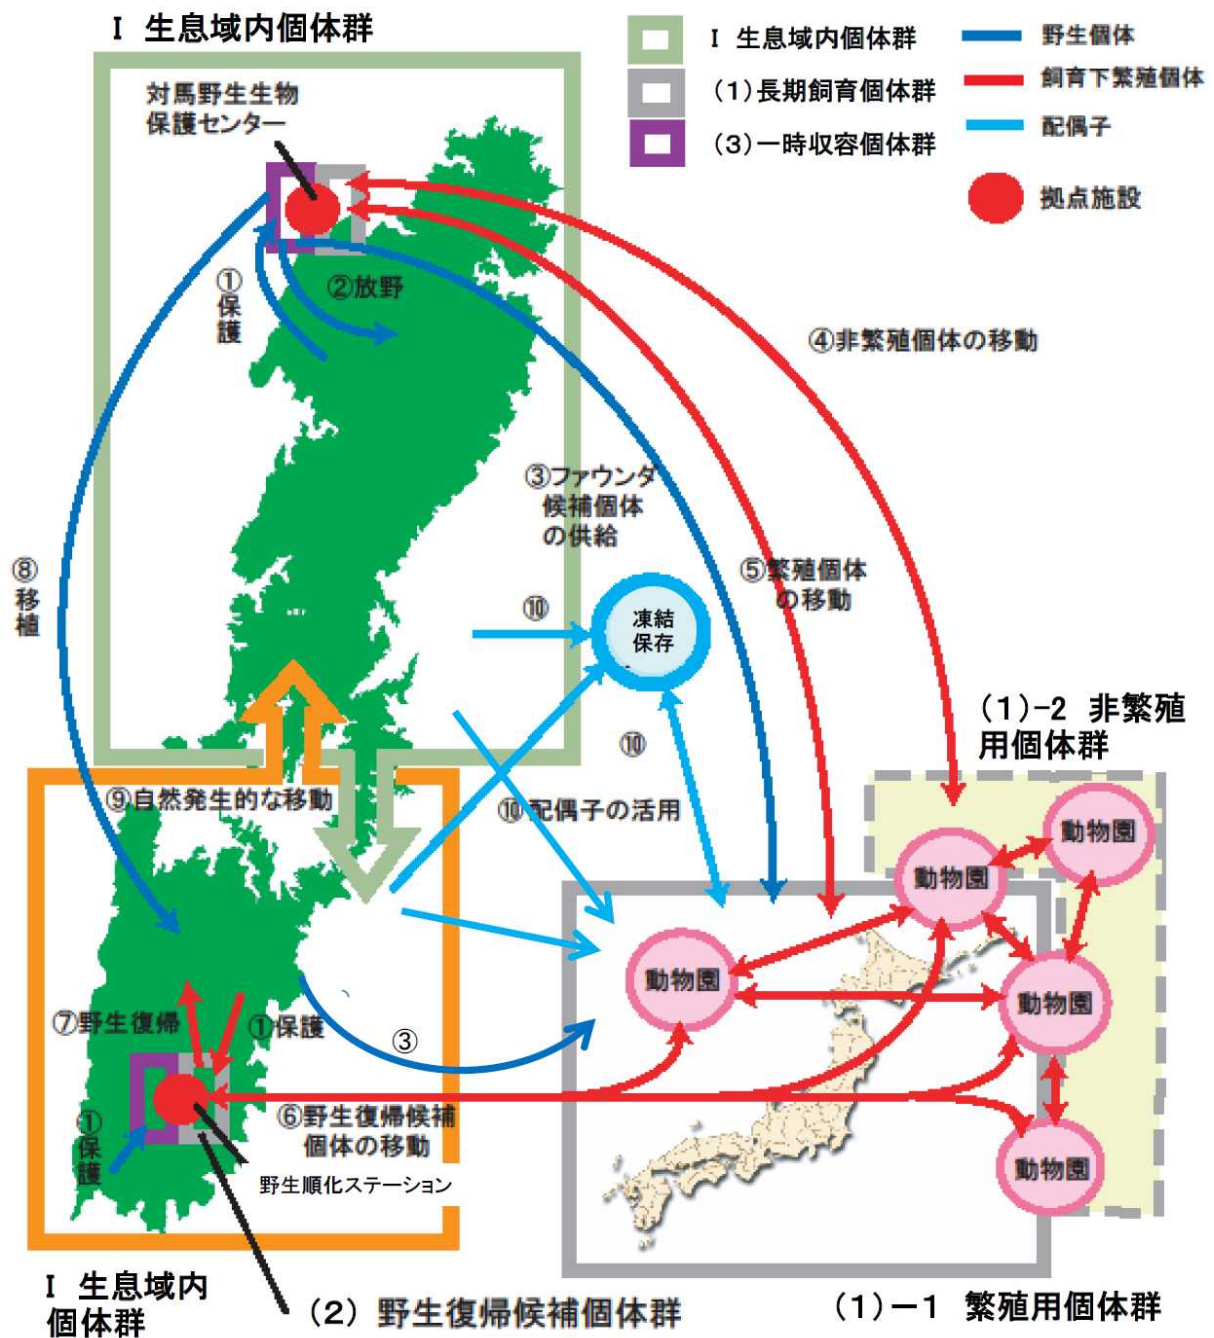 I 生息域内個体群
I 生息域内個体群
(1)長期飼育個体群
(3)一時収容個体群
野生個体
飼育下繁殖個体
配偶子
拠点施設
対馬野生生物
保護センター
①
保
護
②放野
④非繁殖個体の移動
③ファウンダ
候補個体
の供給
⑤繁殖個体
の移動
⑧
移
植
⑩
凍結
保存
⑩
(1)-2 非繁殖
用個体群
⑨自然発生的な移動
⑩配偶子の活用
動物園
動物園
動物園
動物園
動物園
⑦野生復帰
①保護
③
①
保
護
⑥野生復帰候補
個体の移動
野生順化ステーション
I 生息域内
個体群
(2) 野生復帰候補個体群
(1)-1 繁殖用個体群